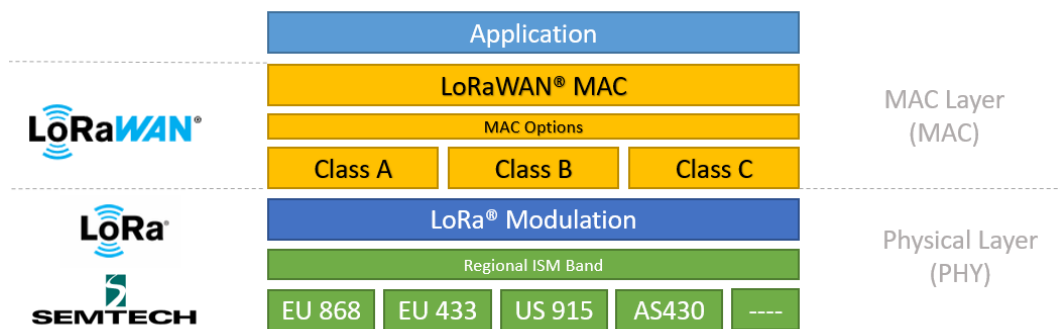 Application
LoRaWAN® MAC
LoRaWAN®
MAC Options
MAC Layer
(MAC)
Class A
Class B
Class C
LoRa®
LoRa® Modulation
Regional ISM Band
Physical Layer
(PHY)
SEMTECH
EU 868
EU 433
US 915
AS430
----